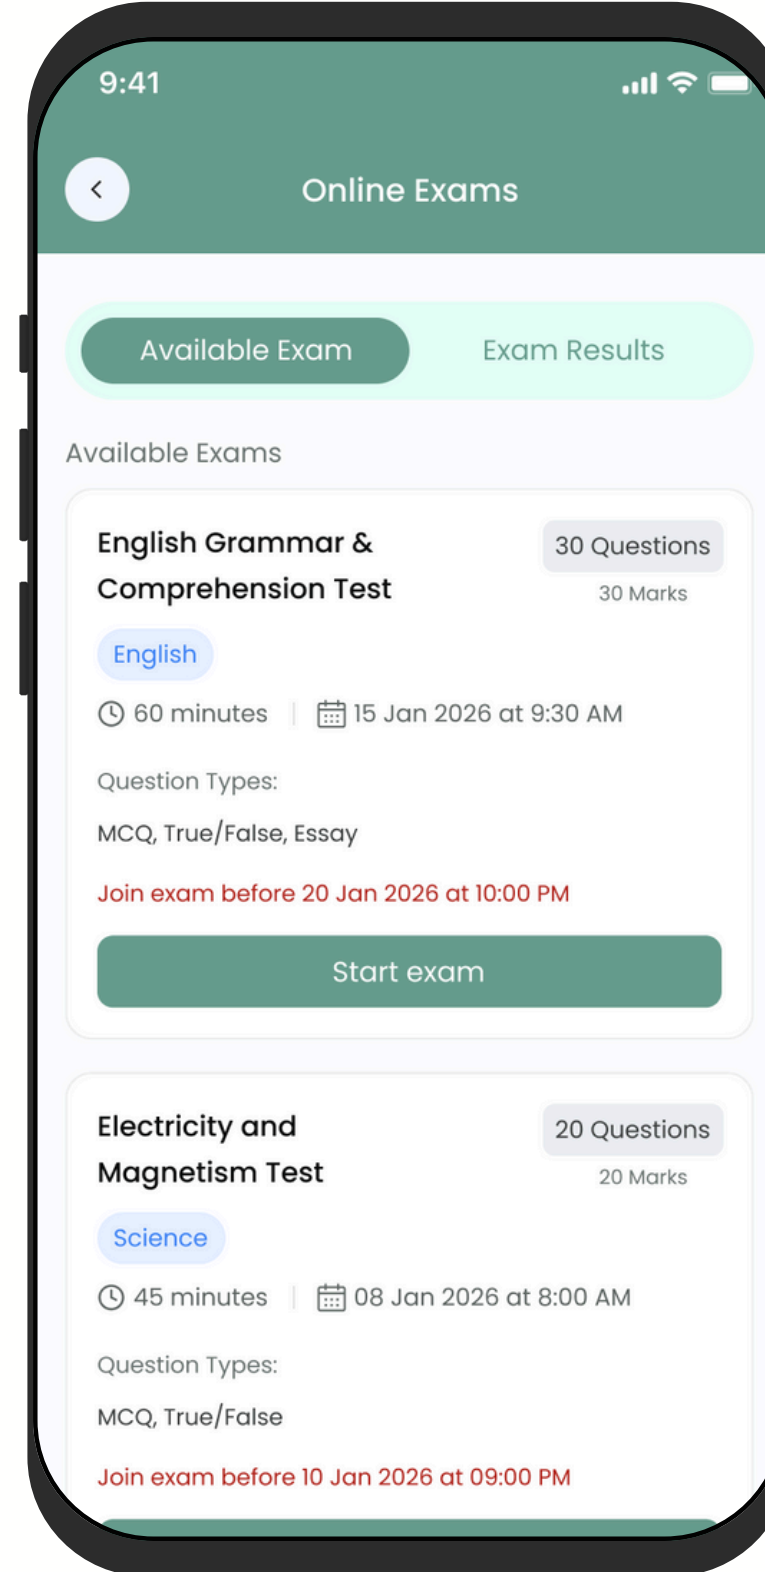 9:41
Online Exams
Available Exam Exam Results
Available Exams
English Grammar & 30 Questions
Comprehension Test 30 Marks
English
60 minutes 15 Jan 2026 at 9:30 AM
Question Types:
MCQ, True/False, Essay
Join exam before 20 Jan 2026 at 10:00 PM
Start exam
Electricity and 20 Questions
Magnetism Test 20 Marks
Science
45 minutes 08 Jan 2026 at 8:00 AM
Question Types:
MCQ, True/False
Join exam before 10 Jan 2026 at 09:00 PM